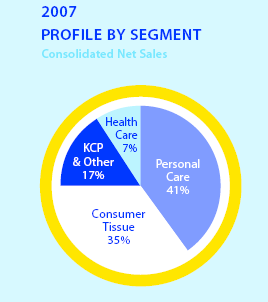 2007
PROFILE BY SEGMENT
Consolidated Net Sales
Health
Care
7%
KCP
& Other
17%
Personal
Care
41%
Consumer
Tissue
35%